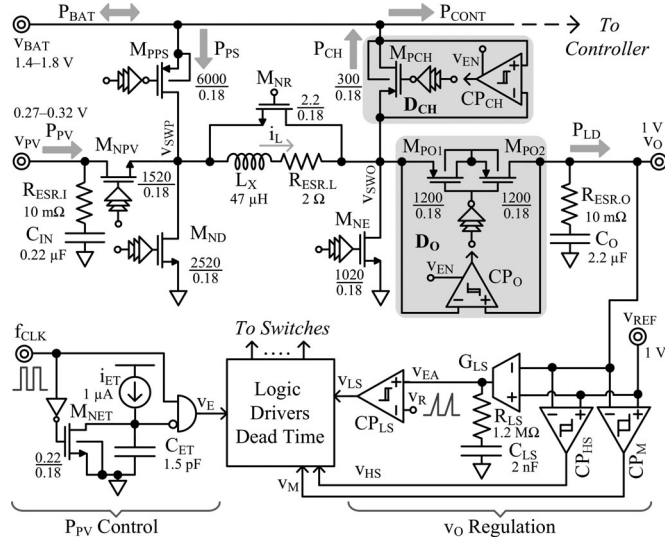 P_BAT P_CONT
v_BAT
1.4–1.8 V
To Controller
M_PPS P_PS
6000/0.18
P_CH 300/0.18 M_PCH v_EN CP_CH
D_CH
M_NR
2.2/0.18
0.27–0.32 V
v_PV P_PV M_NPV
1520/0.18
v_SWP
i_L
L_X
47 µH
R_ESR.L
2 Ω
v_SWO
M_PO1 M_PO2
1200/0.18 1200/0.18
D_O
v_EN CP_O
P_LD
1 V
v_O
R_ESR.I
10 mΩ
C_IN
0.22 µF
M_ND
2520/0.18
M_NE
1020/0.18
R_ESR.O
10 mΩ
C_O
2.2 µF
v_REF
1 V
f_CLK
i_ET
1 µA
M_NET
0.22/0.18
C_ET
1.5 pF
v_E
To Switches
Logic
Drivers
Dead Time
v_LS
CP_LS
v_EA
v_R
G_LS
R_LS
1.2 MΩ
C_LS
2 nF
CP_HS
CP_M
v_HS
v_M
P_PV Control
v_O Regulation